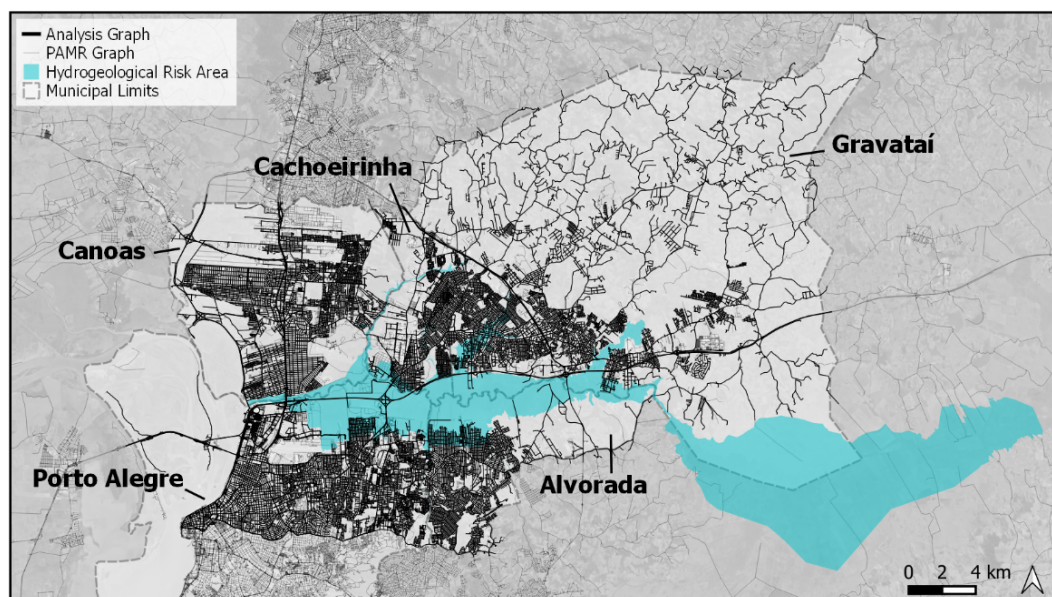 Analysis Graph
PAMR Graph
Hydrogeological Risk Area
Municipal Limits
Gravataí
Cachoeirinha
Canoas
Porto Alegre
Alvorada
0 2 4 km